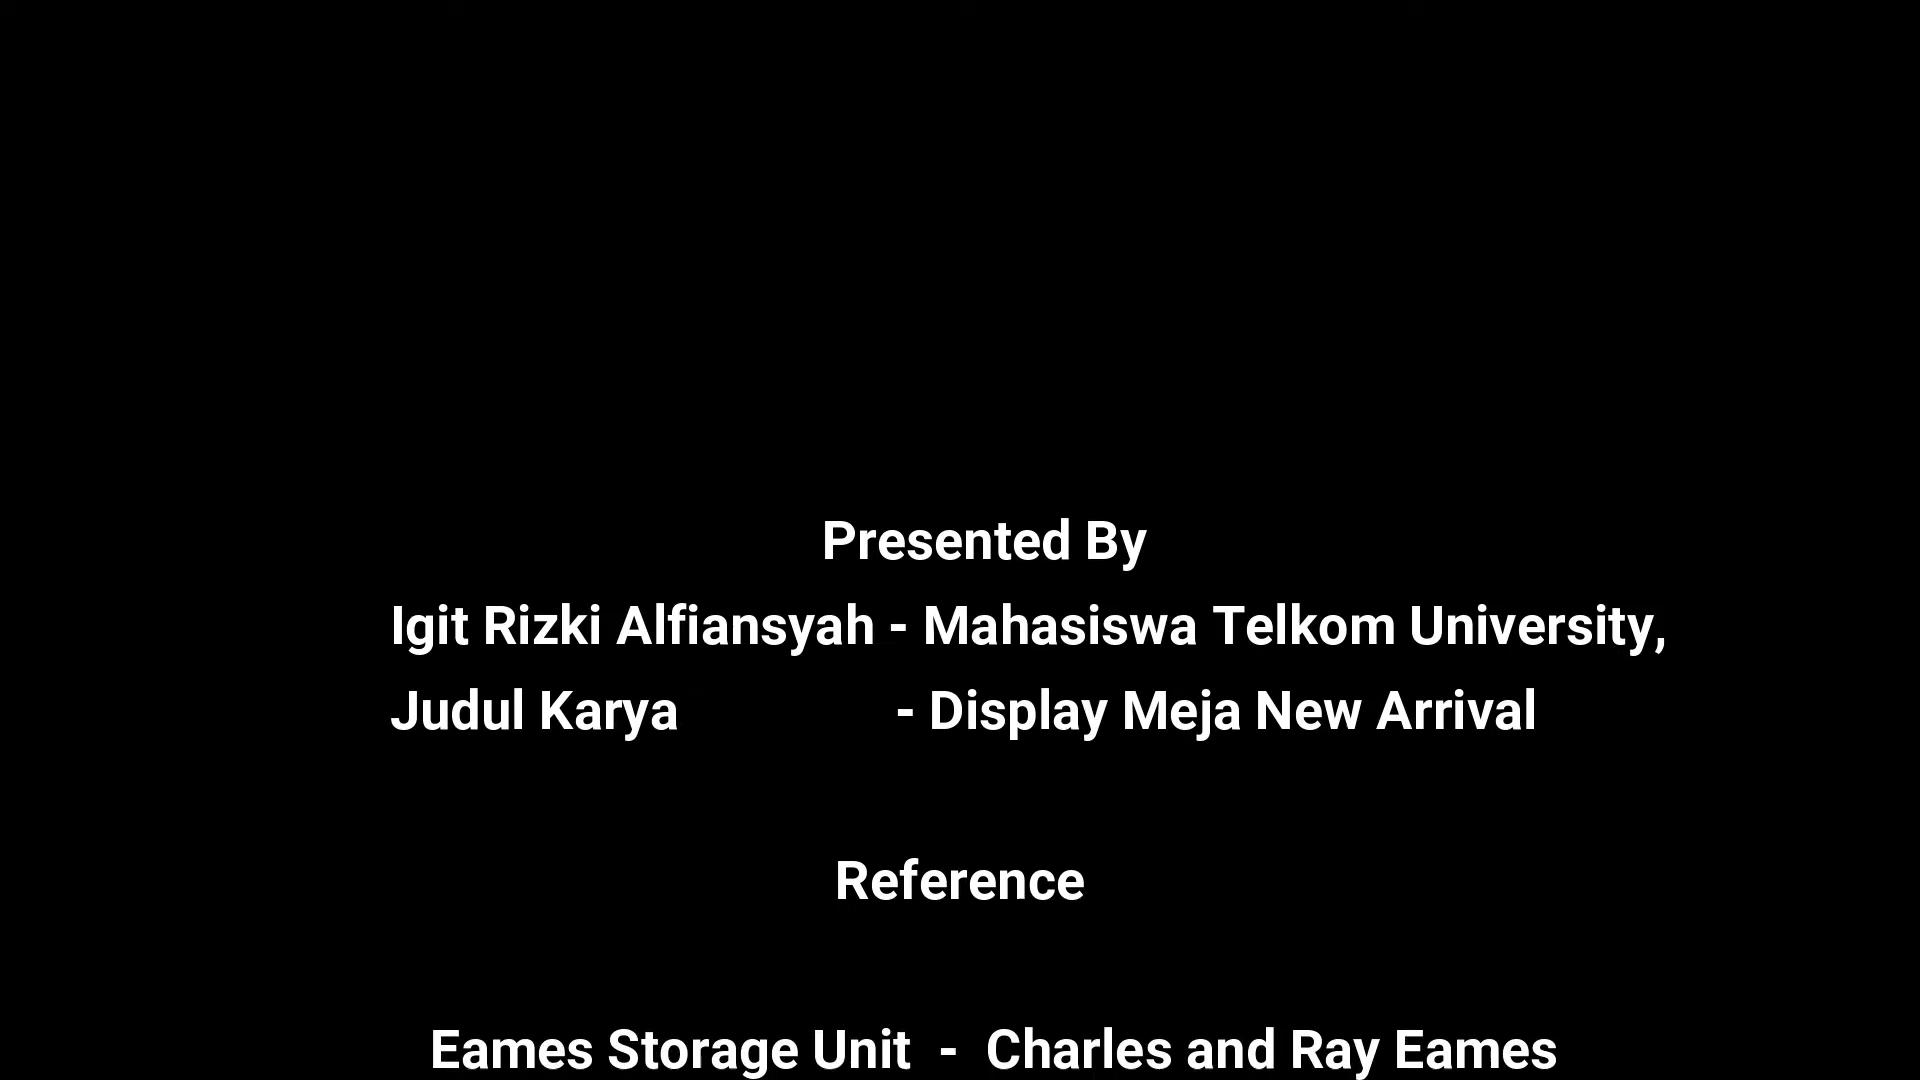 Presented By
Igit Rizki Alfiansyah - Mahasiswa Telkom University,
Judul Karya - Display Meja New Arrival
Reference
Eames Storage Unit - Charles and Ray Eames